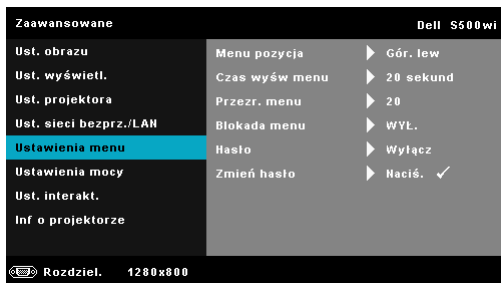 Zaawansowane Dell S500wi
Ust. obrazu
Ust. wyświetl.
Ust. projektora
Ust. sieci bezprz./LAN
Ustawienia menu
Ustawienia mocy
Ust. interakt.
Inf o projektorze
Menu pozycja Gór. lew
Czas wyśw menu 20 sekund
Przezr. menu 20
Blokada menu WYŁ.
Hasło Wyłącz
Zmień hasło Naciś.
Rozdziel. 1280x800